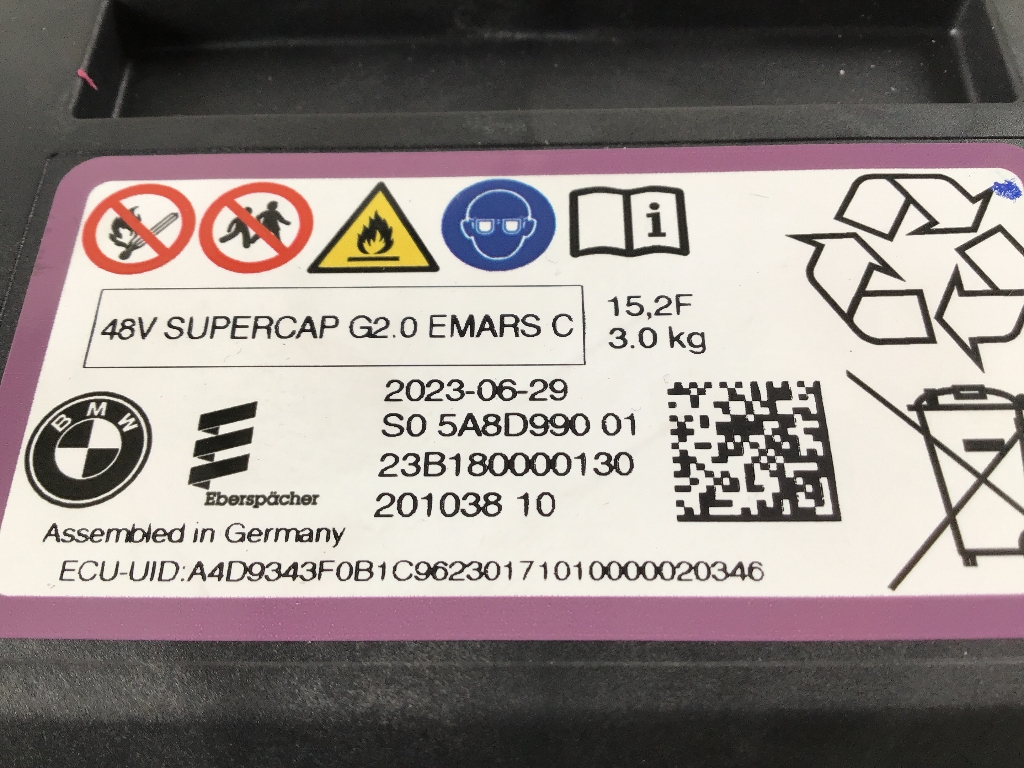 48V SUPERCAP G2.0 EMARS C
15,2F
3.0 kg
2023-06-29
S0 5A8D990 01
23B180000130
201038 10
BMW
Eberspächer
Assembled in Germany
ECU-UID:A4D9343F0B1C96230171010000020346